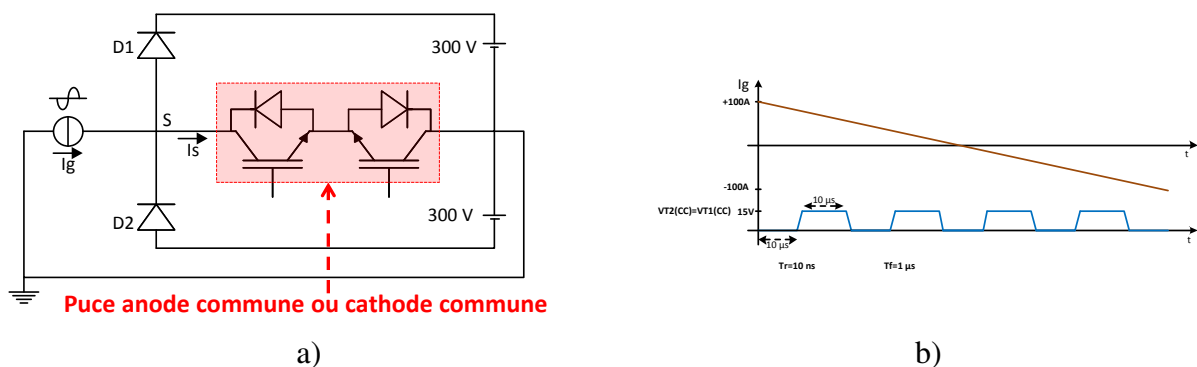 D1
300 V
S
Is
Ig
D2
300 V
Puce anode commune ou cathode commune
a)
Ig
+100A
t
-100A
VT2(CC)=VT1(CC) 15V
10 µs
10 µs
t
Tr=10 ns Tf=1 µs
b)